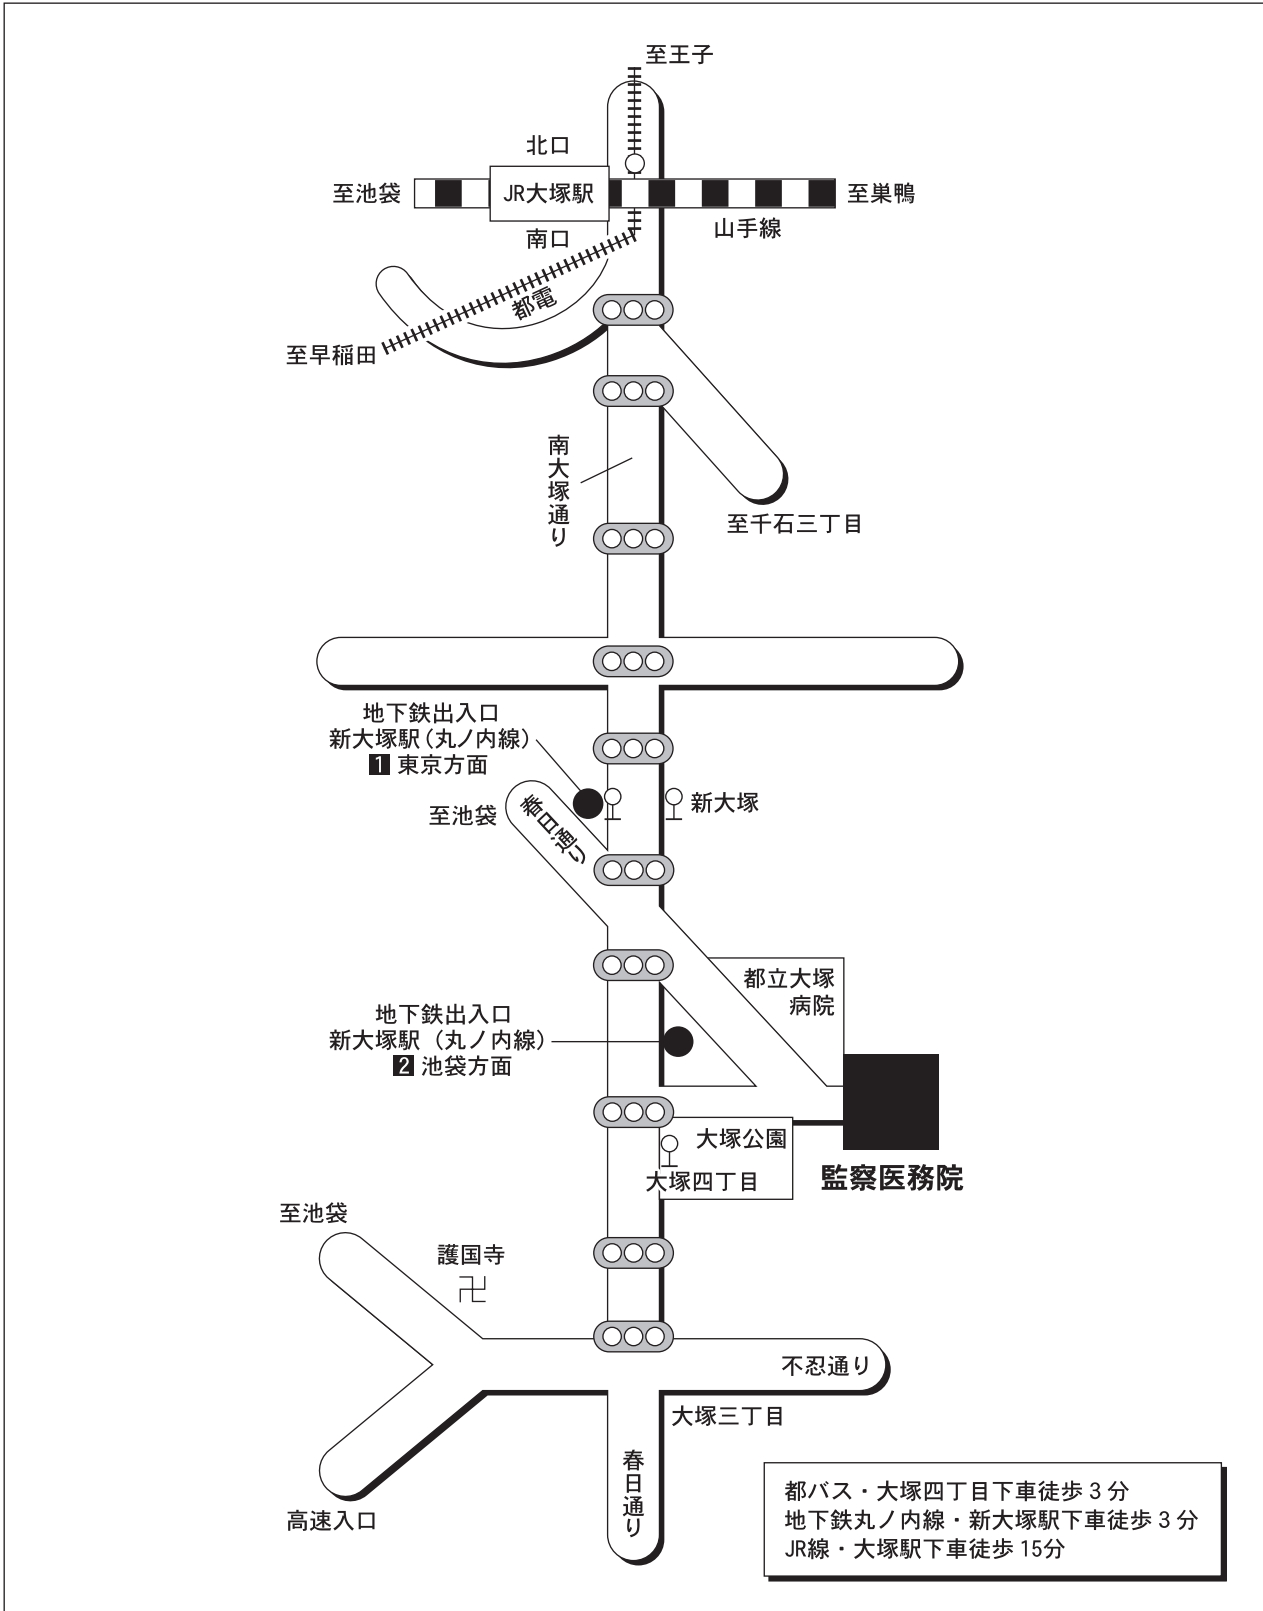 至王子
北口
至池袋
JR大塚駅
至巣鴨
南口
山手線
都電
至早稲田
南大塚通り
至千石三丁目
地下鉄出入口
新大塚駅（丸ノ内線）
1 東京方面
新大塚
至池袋
春日通り
都立大塚
病院
地下鉄出入口
新大塚駅（丸ノ内線）
2 池袋方面
大塚公園
大塚四丁目
監察医務院
至池袋
護国寺
卍
不忍通り
大塚三丁目
春日通り
高速入口
都バス・大塚四丁目下車徒歩3分
地下鉄丸ノ内線・新大塚駅下車徒歩3分
JR線・大塚駅下車徒歩15分